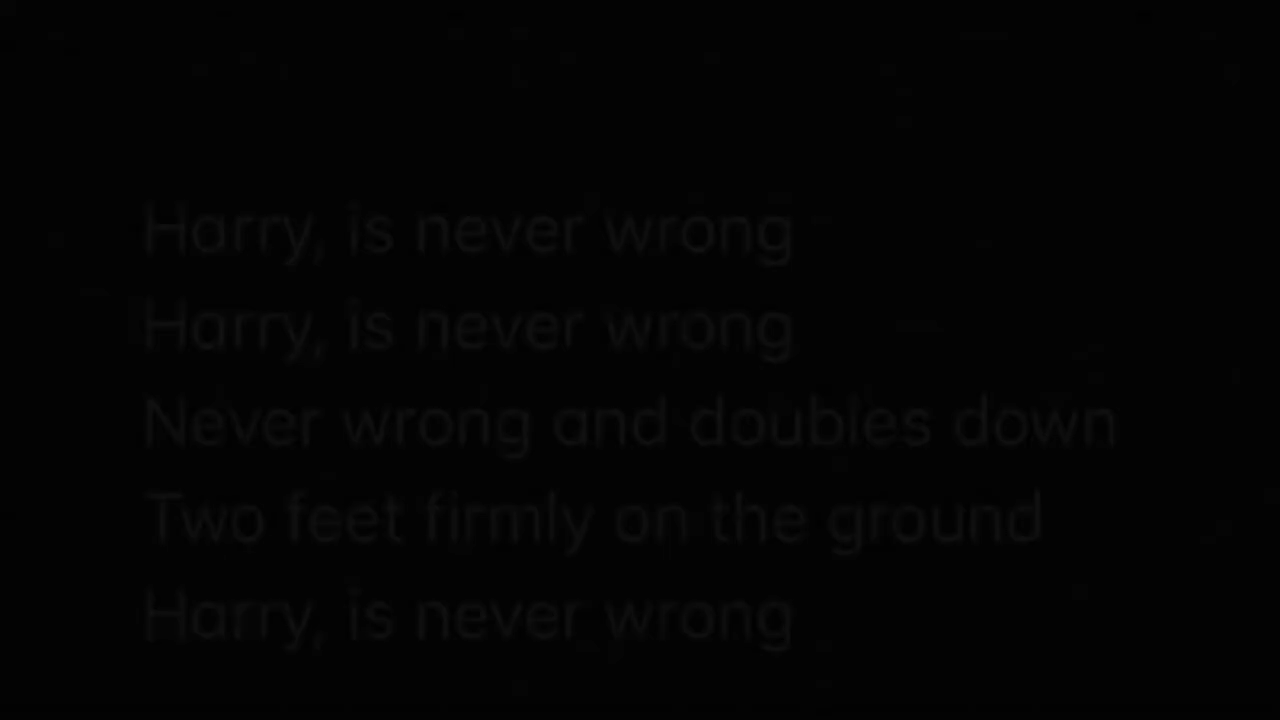 Harry, is never wrong
Harry, is never wrong
Never wrong and doubles down
Two feet firmly on the ground
Harry, is never wrong